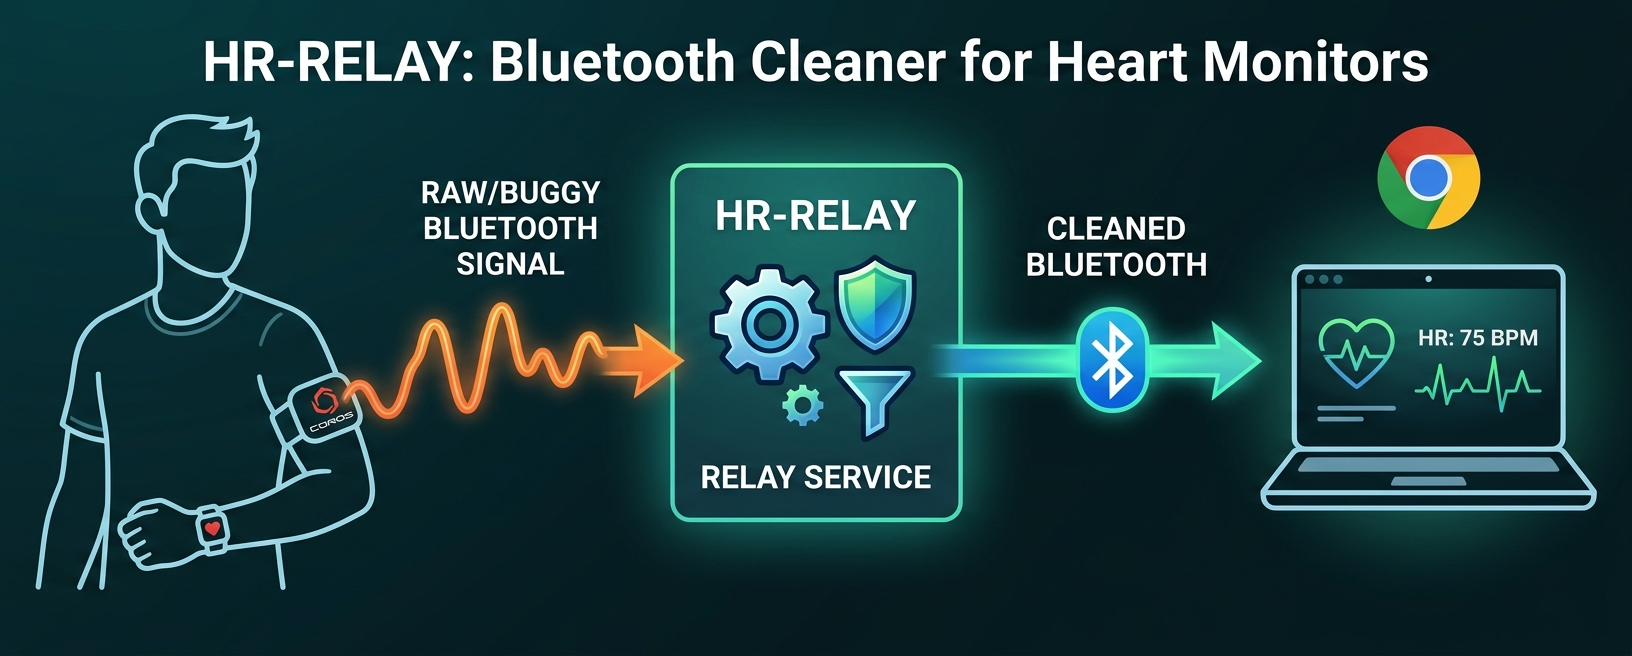 HR-RELAY: Bluetooth Cleaner for Heart Monitors
RAW/BUGGY
BLUETOOTH
SIGNAL
COROS
HR-RELAY
RELAY SERVICE
CLEANED
BLUETOOTH
HR: 75 BPM